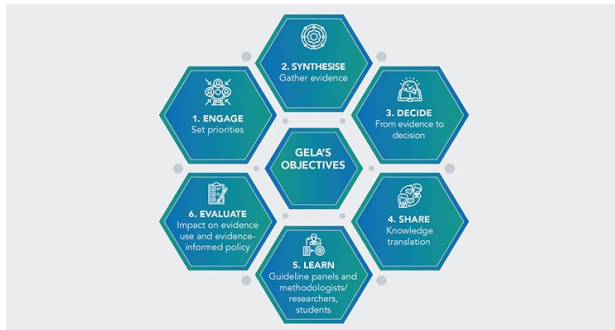 GELA'S
OBJECTIVES
1. ENGAGE
Set priorities
2. SYNTHESISE
Gather evidence
3. DECIDE
From evidence to
decision
4. SHARE
Knowledge
translation
5. LEARN
Guideline panels and
methodologists/
researchers,
students
6. EVALUATE
Impact on evidence
use and evidence-
informed policy